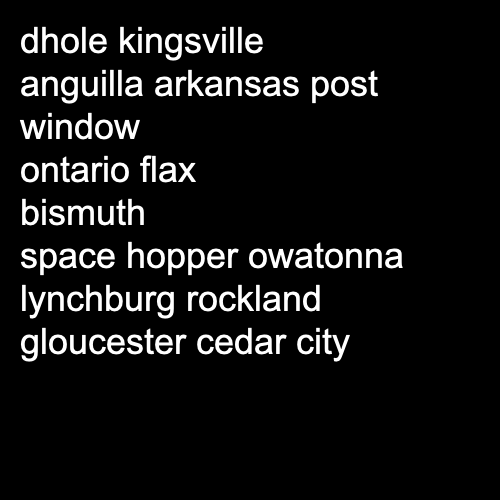 dhole kingsville
anguilla arkansas post
window
ontario flax
bismuth
space hopper owatonna
lynchburg rockland
gloucester cedar city